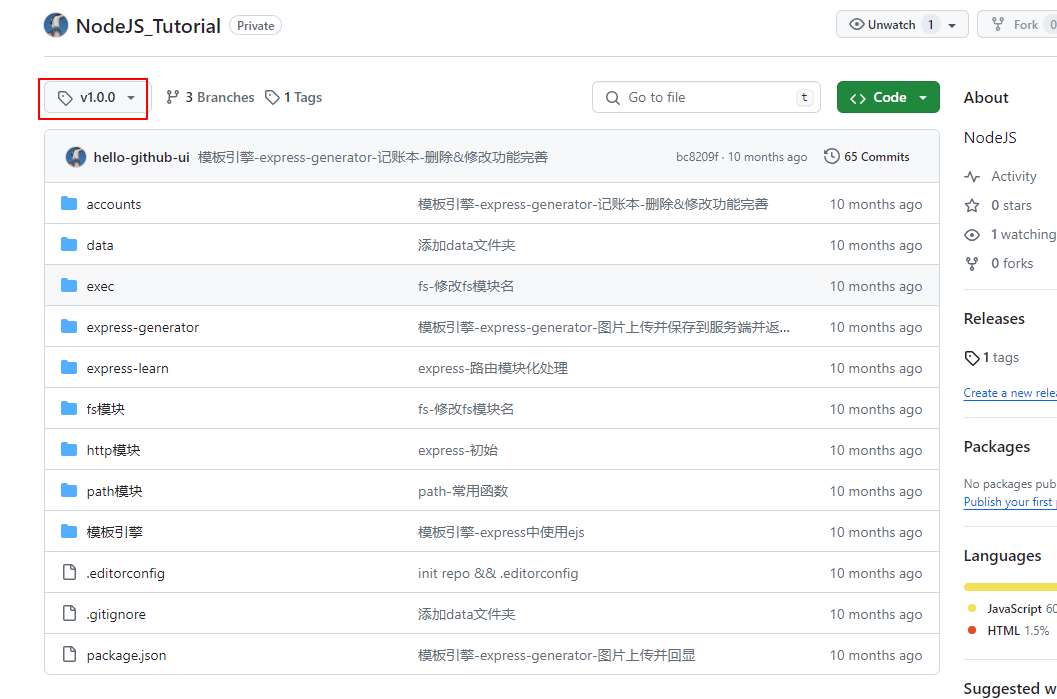 NodeJS_Tutorial Private Unwatch 1 Fork 0
v1.0.0 3 Branches 1 Tags Go to file t Code
hello-github-ui 模板引擎-express-generator-记账本-删除&修改功能完善 bc8209f · 10 months ago 65 Commits
accounts 模板引擎-express-generator-记账本-删除&修改功能完善 10 months ago
data 添加data文件夹 10 months ago
exec fs-修改fs模块名 10 months ago
express-generator 模板引擎-express-generator-图片上传并保存到服务端并返... 10 months ago
express-learn express-路由模块化处理 10 months ago
fs模块 fs-修改fs模块名 10 months ago
http模块 express-初始 10 months ago
path模块 path-常用函数 10 months ago
模板引擎 模板引擎-express中使用ejs 10 months ago
.editorconfig init repo && .editorconfig 10 months ago
.gitignore 添加data文件夹 10 months ago
package.json 模板引擎-express-generator-图片上传并回显 10 months ago
About
NodeJS
Activity
0 stars
1 watching
0 forks
Releases
1 tags
Create a new rele
Packages
No packages pub
Publish your first
Languages
JavaScript 60
HTML 1.5%
Suggested w